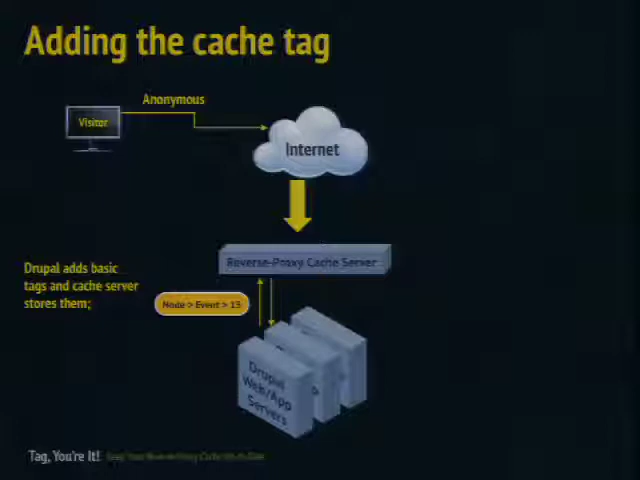 Adding the cache tag
Anonymous
Visitor
Internet
Reverse-Proxy Cache Server
Drupal adds basic
tags and cache server
stores them;
Node > Event > 13
Drupal
Web/App
Servers
Tag, You're It!